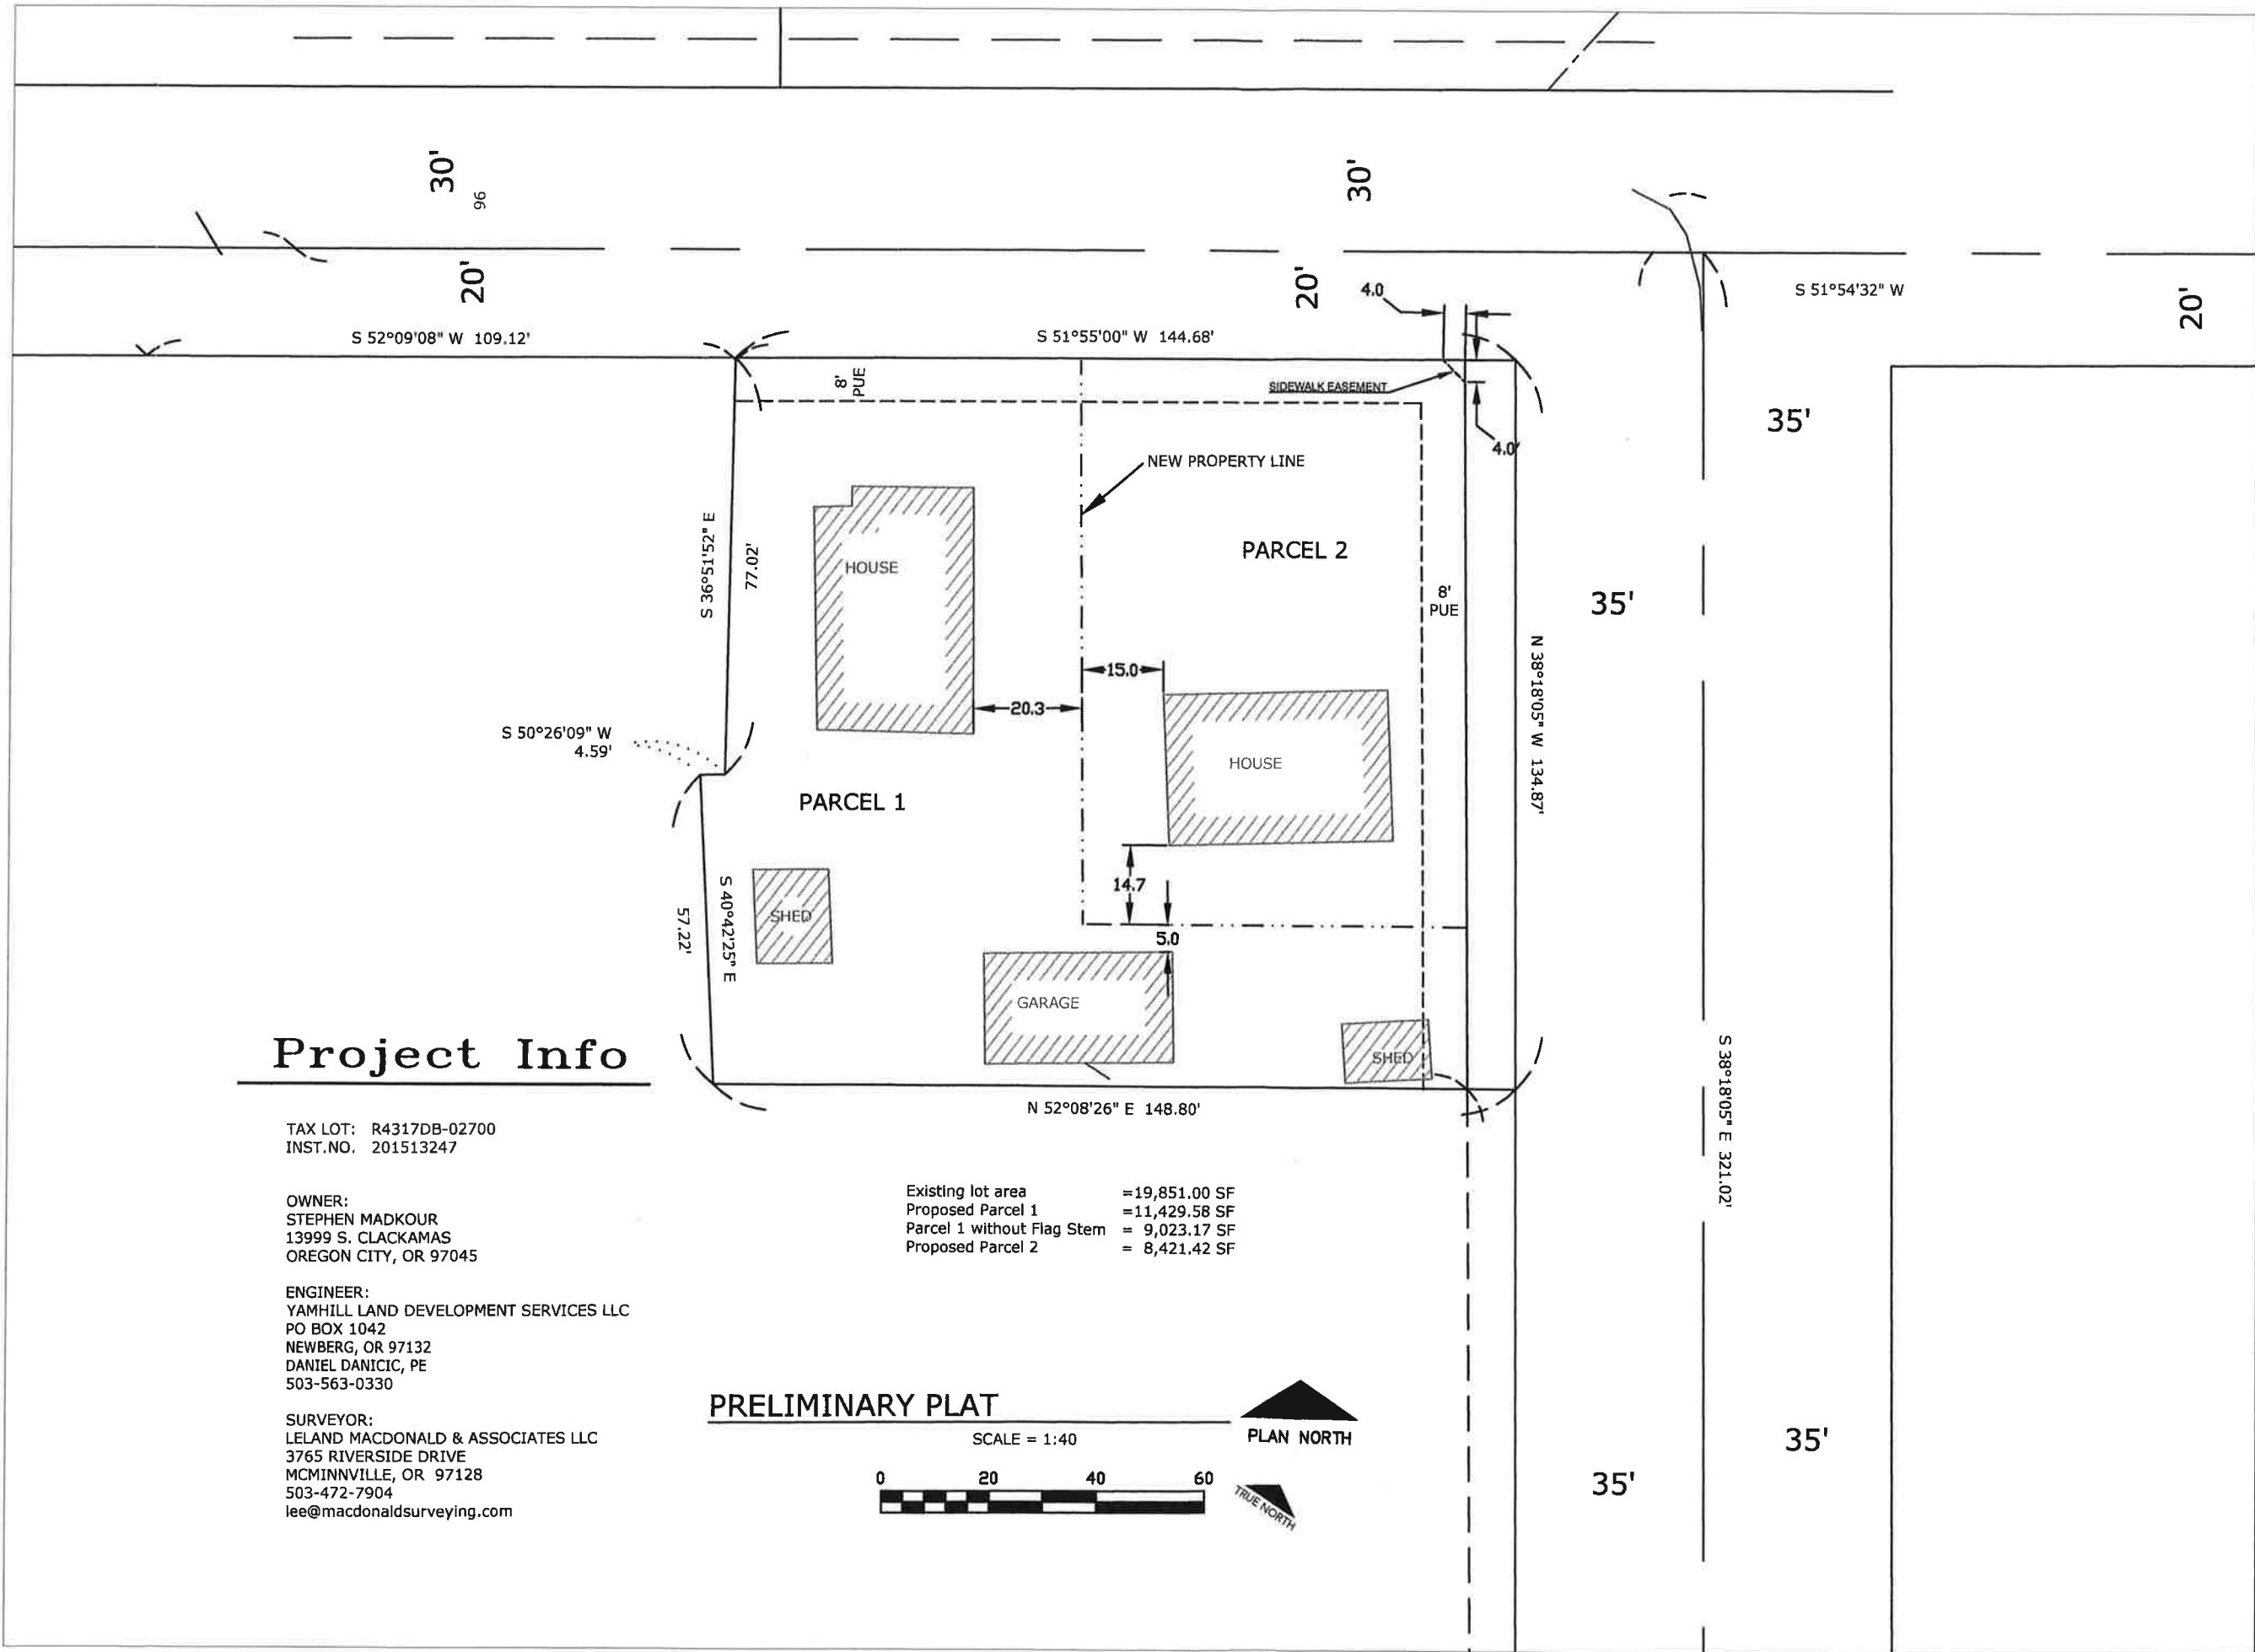 30'
96
30'
20'
20'
4.0
S 51°54'32" W
20'
S 52°09'08" W 109.12'
S 51°55'00" W 144.68'
8'
PUE
SIDEWALK EASEMENT
4.0'
35'
NEW PROPERTY LINE
S 36°51'52" E
77.02'
HOUSE
PARCEL 2
8'
PUE
35'
N 38°18'05" W 134.87'
15.0
20.3
S 50°26'09" W
4.59'
HOUSE
PARCEL 1
14.7
SHED
57.22'
S 40°42'25" E
5.0
GARAGE
SHED
S 38°18'05" E 321.02'
N 52°08'26" E 148.80'
Project Info
TAX LOT: R4317DB-02700
INST.NO. 201513247
OWNER:
STEPHEN MADKOUR
13999 S. CLACKAMAS
OREGON CITY, OR 97045
ENGINEER:
YAMHILL LAND DEVELOPMENT SERVICES LLC
PO BOX 1042
NEWBERG, OR 97132
DANIEL DANICIC, PE
503-563-0330
SURVEYOR:
LELAND MACDONALD & ASSOCIATES LLC
3765 RIVERSIDE DRIVE
MCMINNVILLE, OR 97128
503-472-7904
lee@macdonaldsurveying.com
Existing lot area =19,851.00 SF
Proposed Parcel 1 =11,429.58 SF
Parcel 1 without Flag Stem = 9,023.17 SF
Proposed Parcel 2 = 8,421.42 SF
PRELIMINARY PLAT
SCALE = 1:40
PLAN NORTH
0 20 40 60
TRUE NORTH
35'
35'